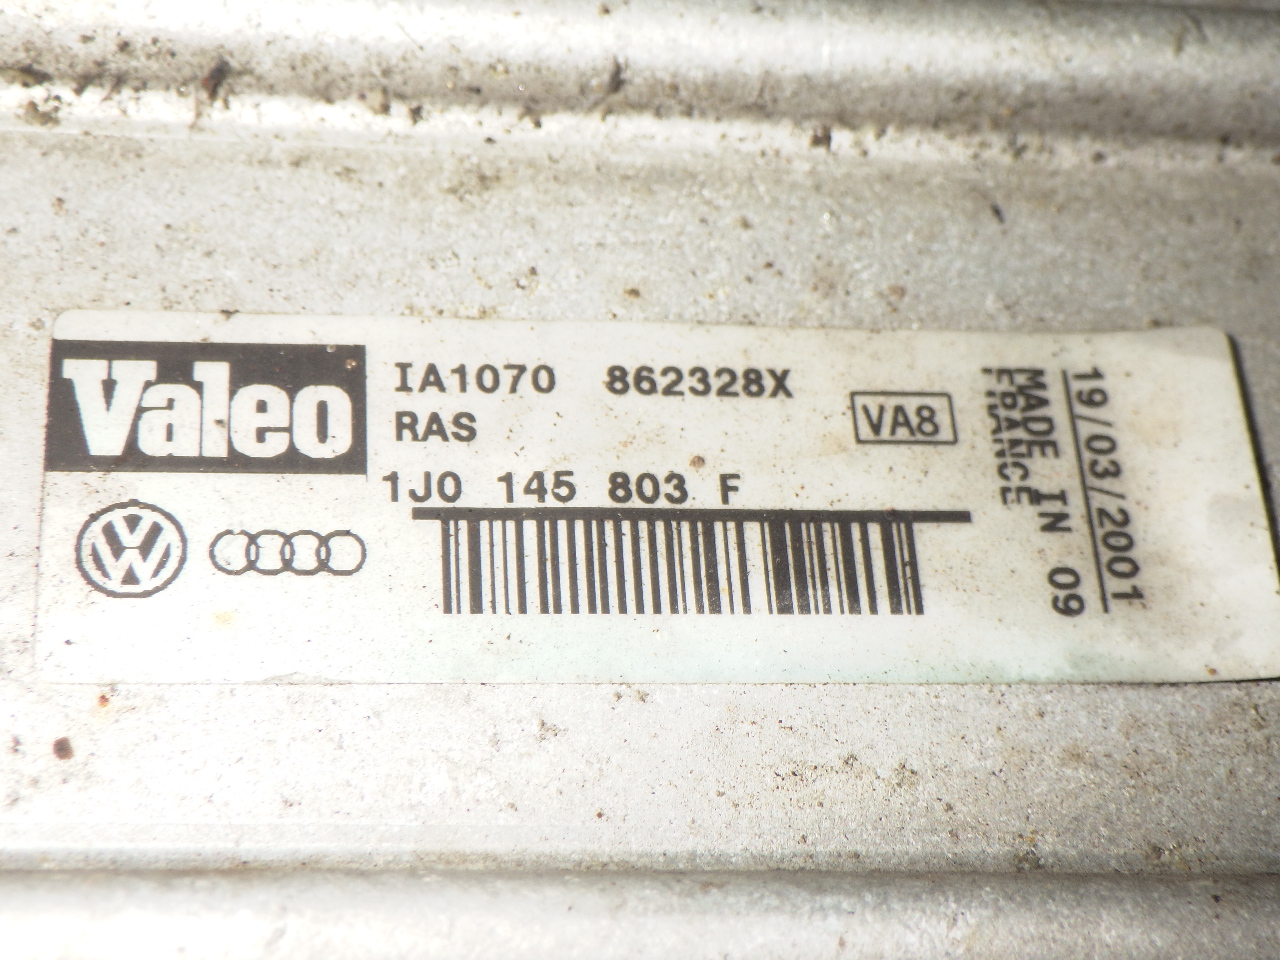 Valeo
IA1070 862328X
RAS
VA8
1J0 145 803 F
19/03/2001
MADE IN 09
FRANCE